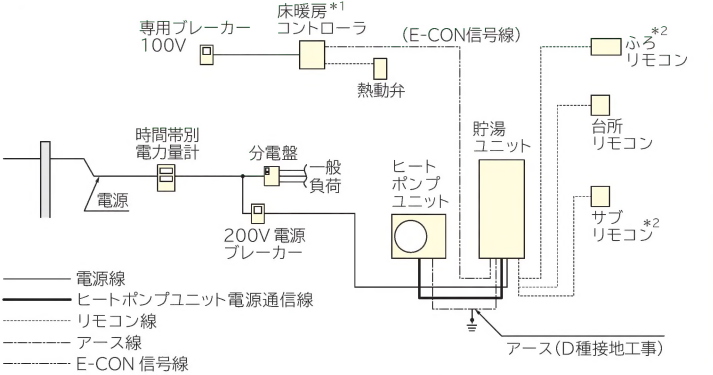 専用ブレーカー
100V
床暖房*1
コントローラ
(E-CON信号線)
熱動弁
ふろ*2
リモコン
台所
リモコン
サブ
リモコン*2
時間帯別
電力量計
分電盤
一般
負荷
電源
200V 電源
ブレーカー
ヒート
ポンプ
ユニット
貯湯
ユニット
電源線
ヒートポンプユニット電源通信線
リモコン線
アース線
E-CON 信号線
アース(D種接地工事)